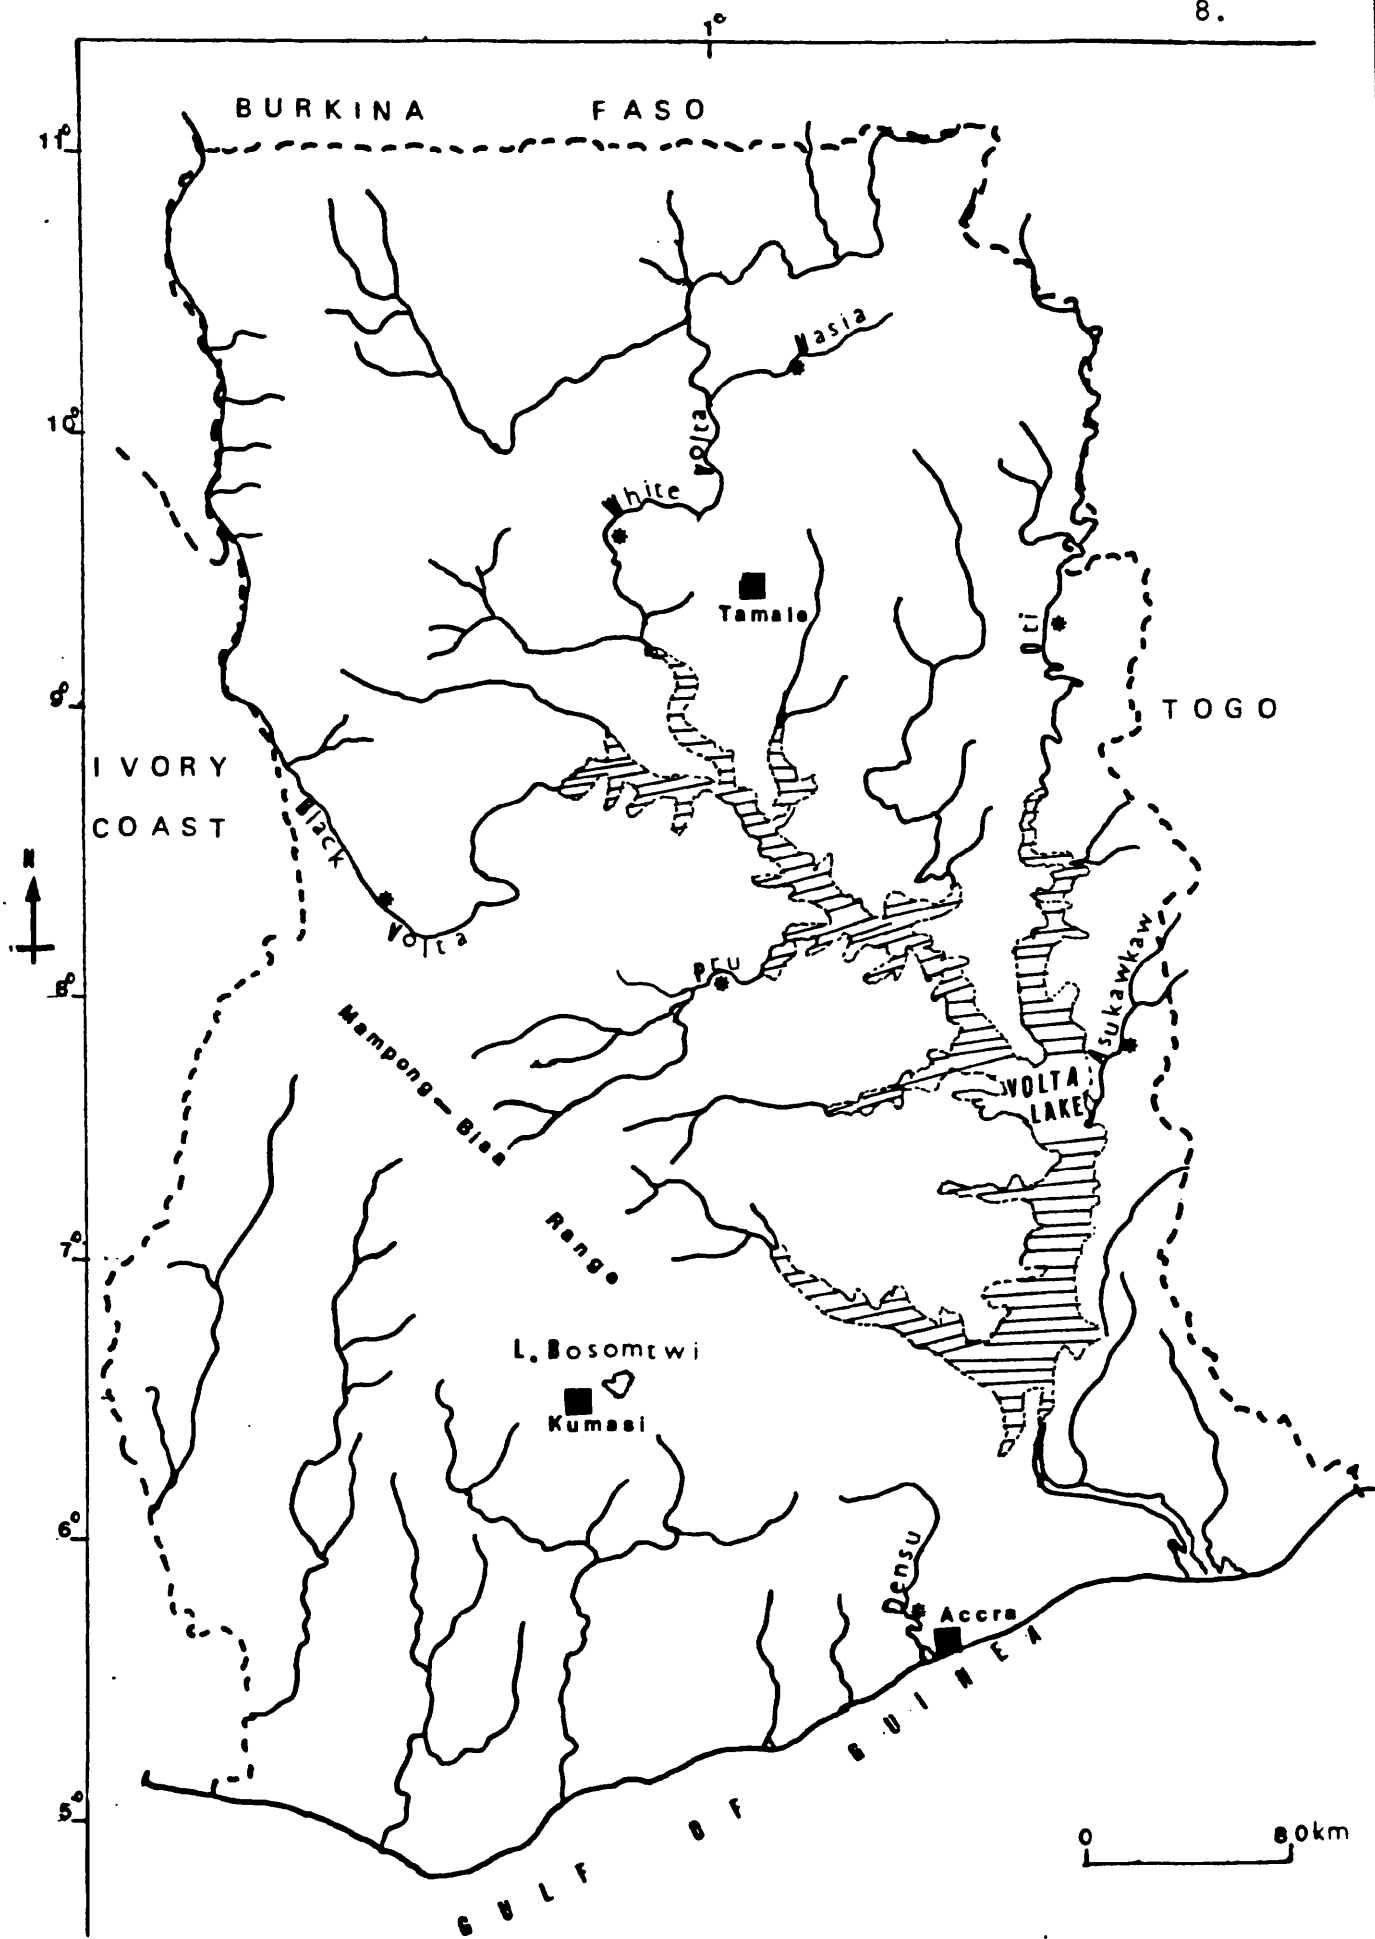 8.
1°
BURKINA FASO
11°
Nasia
10°
White Volta
Tamale
Oti
9°
TOGO
IVORY
COAST
Black Volta
N
8°
Pru
Sukawkaw
Mampong-Biaa Range
VOLTA
LAKE
7°
L. Bosomtwi
Kumasi
6°
Densu
Accra
5°
GULF OF GUINEA
0 80km